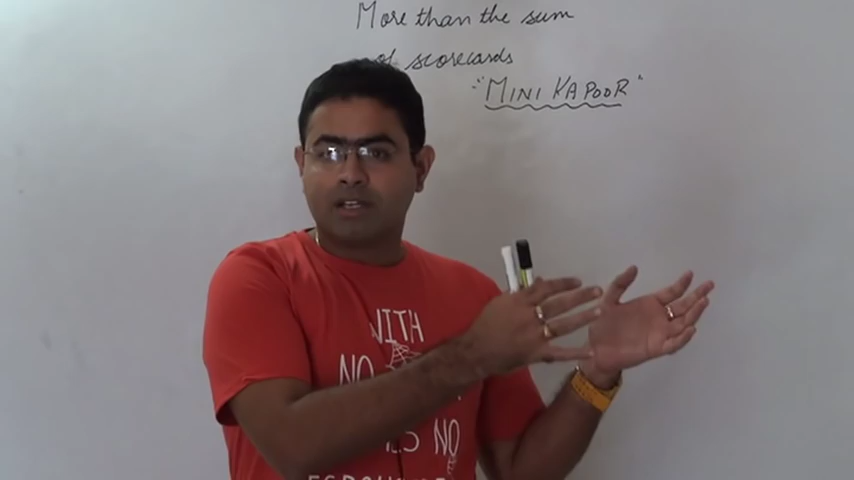 More than the sum
of scorecards
"MINI KAPOOR"
WITH
NO
NO